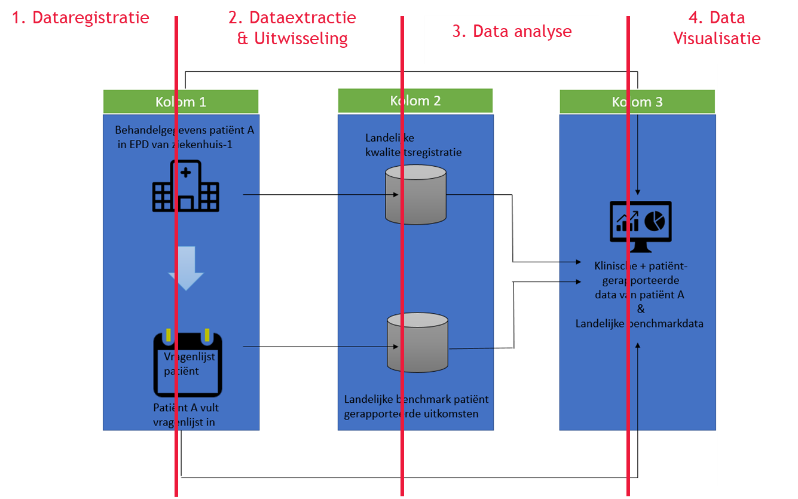 1. Dataregistratie
2. Dataextractie
& Uitwisseling
3. Data analyse
4. Data
Visualisatie
Kolom 1
Behandelgegevens patiënt A
in EPD van ziekenhuis-1
Vragenlijst
patiënt
Patiënt A vult
vragenlijst in
Kolom 2
Landelijke
kwaliteitsregistratie
Landelijke benchmark patiënt
gerapporteerde uitkomsten
Kolom 3
Klinische + patiënt-
gerapporteerde
data van patiënt A
&
Landelijke benchmarkdata